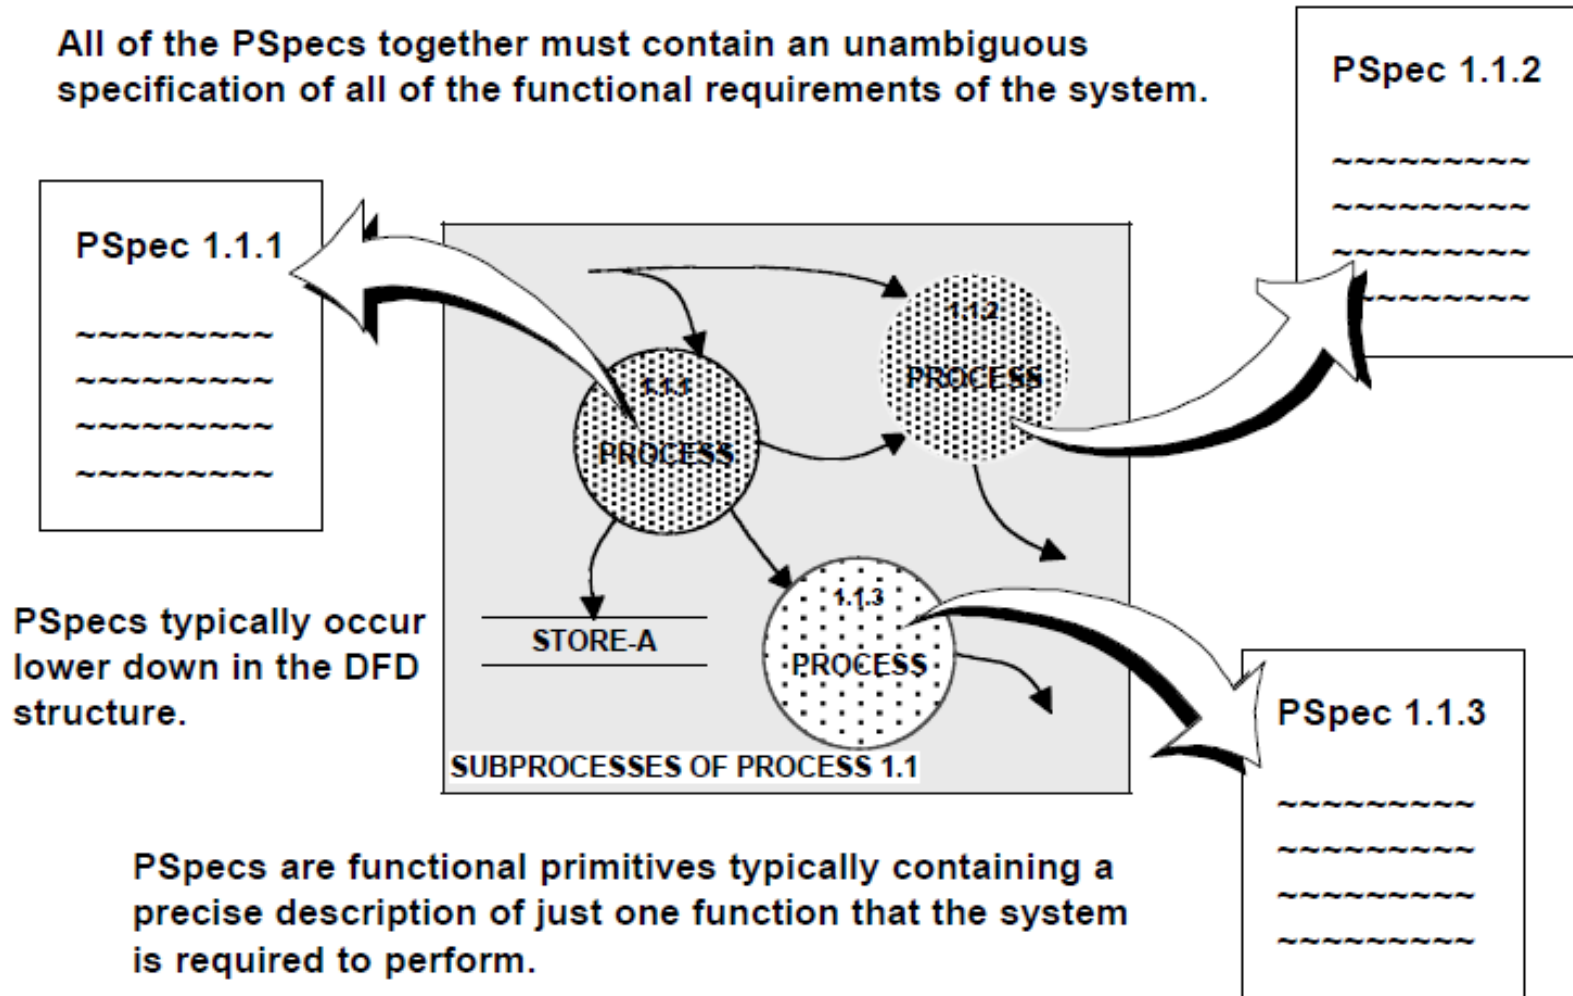 All of the PSpecs together must contain an unambiguous
specification of all of the functional requirements of the system.
PSpec 1.1.2
~~~~~~~~~
~~~~~~~~~
~~~~~~~~~
~~~~~~~~
PSpec 1.1.1
~~~~~~~~~
~~~~~~~~~
~~~~~~~~~
~~~~~~~~~
1.1.2
PROCESS
1.1.1
PROCESS
1.1.3
PROCESS
STORE-A
SUBPROCESSES OF PROCESS 1.1
PSpecs typically occur
lower down in the DFD
structure.
PSpec 1.1.3
~~~~~~~~~
~~~~~~~~~
~~~~~~~~~
~~~~~~~~~
PSpecs are functional primitives typically containing a
precise description of just one function that the system
is required to perform.